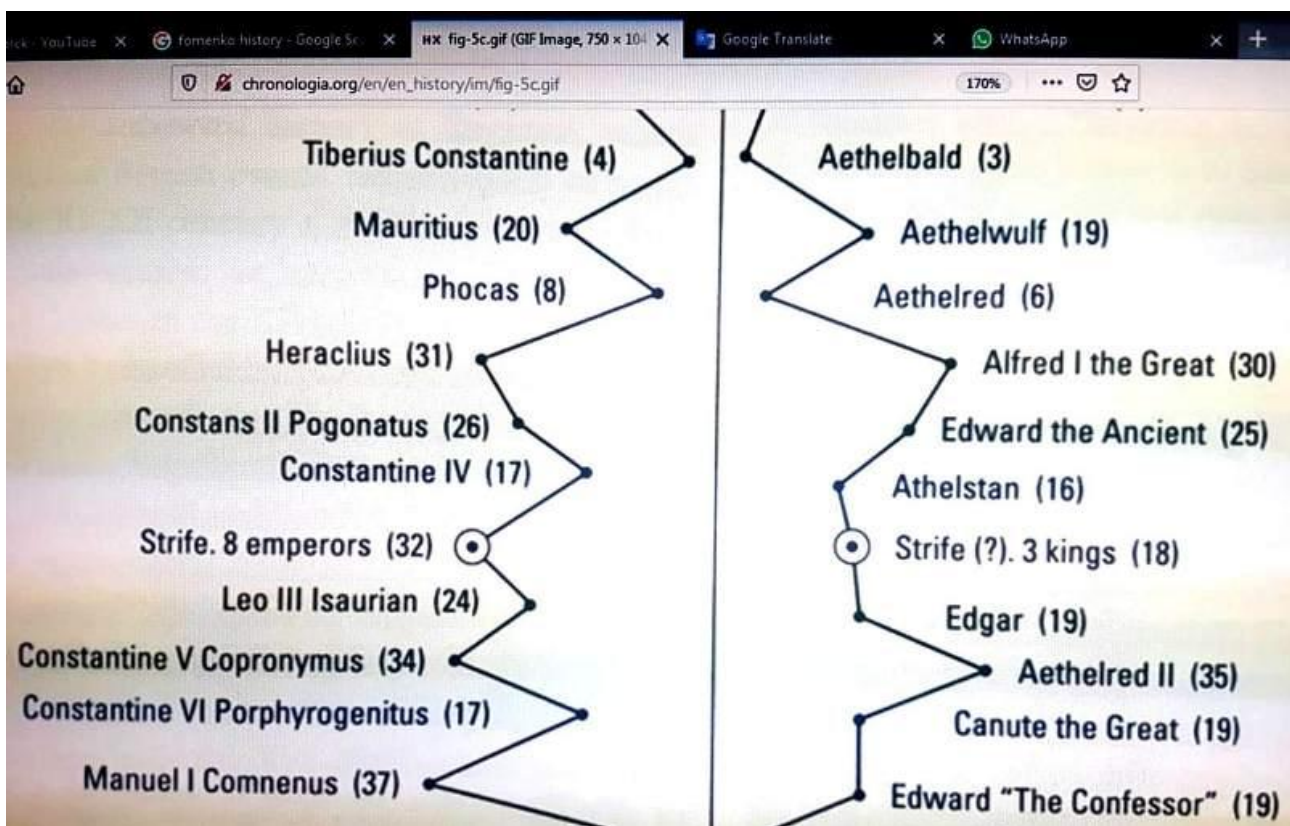 YouTube
fomenko history - Google
fig-5c.gif (GIF Image, 750 × 104
Google Translate
WhatsApp
chronologia.org/en/en_history/im/fig-5c.gif
170%
Tiberius Constantine (4)
Aethelbald (3)
Mauritius (20)
Aethelwulf (19)
Phocas (8)
Aethelred (6)
Heraclius (31)
Alfred I the Great (30)
Constans II Pogonatus (26)
Edward the Ancient (25)
Constantine IV (17)
Athelstan (16)
Strife. 8 emperors (32)
Strife (?). 3 kings (18)
Leo III Isaurian (24)
Edgar (19)
Constantine V Copronymus (34)
Aethelred II (35)
Constantine VI Porphyrogenitus (17)
Canute the Great (19)
Manuel I Comnenus (37)
Edward "The Confessor" (19)